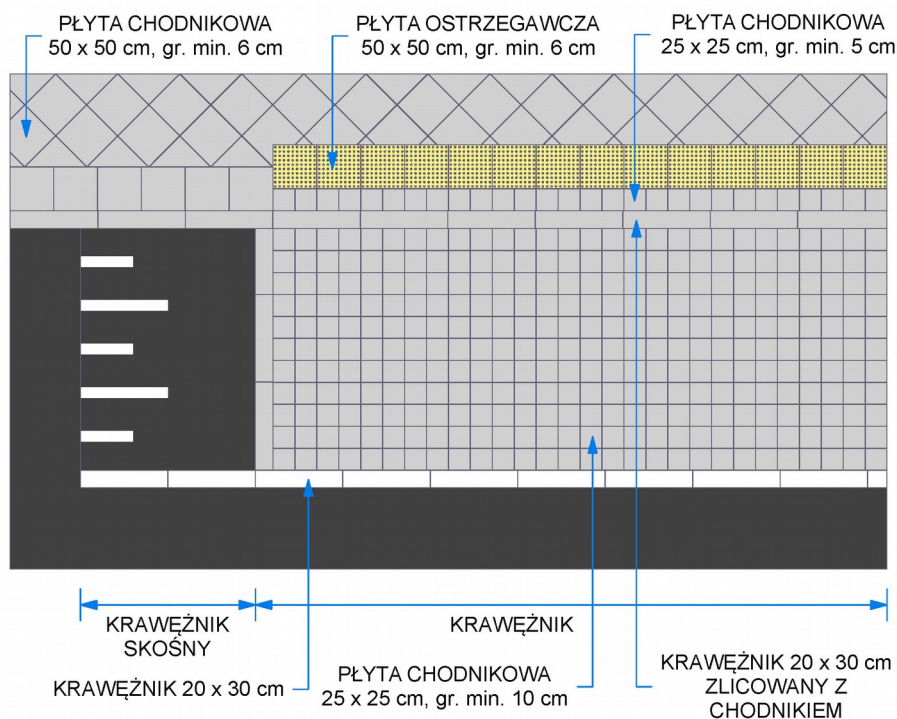 PŁYTA CHODNIKOWA
50 x 50 cm, gr. min. 6 cm
PŁYTA OSTRZEGAWCZA
50 x 50 cm, gr. min. 6 cm
PŁYTA CHODNIKOWA
25 x 25 cm, gr. min. 5 cm
KRAWĘŻNIK
SKOŚNY
KRAWĘŻNIK
KRAWĘŻNIK 20 x 30 cm
PŁYTA CHODNIKOWA
25 x 25 cm, gr. min. 10 cm
KRAWĘŻNIK 20 x 30 cm
ZLICOWANY Z
CHODNIKIEM